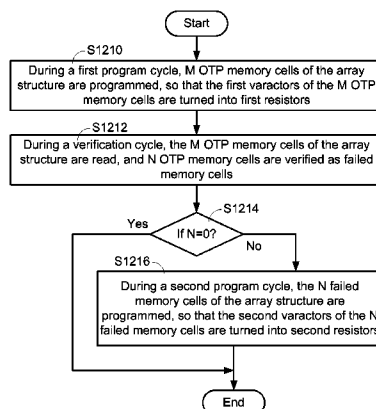 Start
S1210
During a first program cycle, M OTP memory cells of the array
structure are programmed, so that the first varactors of the M OTP
memory cells are turned into first resistors
S1212
During a verification cycle, the M OTP memory cells of the array
structure are read, and N OTP memory cells are verified as failed
memory cells
S1214
If N=0?
Yes
No
S1216
During a second program cycle, the N failed
memory cells of the array structure are
programmed, so that the second varactors of the N
failed memory cells are turned into second resistors
End